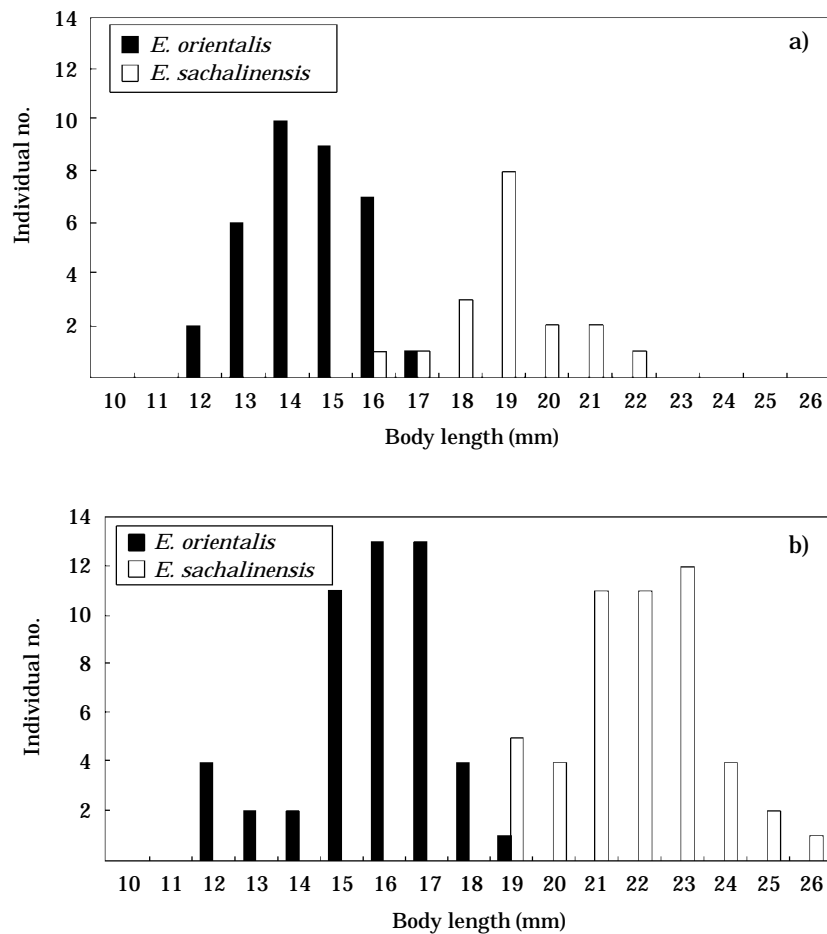 14
12
10
8
6
4
2
Individual no.
E. orientalis
E. sachalinensis
a)
10 11 12 13 14 15 16 17 18 19 20 21 22 23 24 25 26
Body length (mm)
14
12
10
8
6
4
2
Individual no.
E. orientalis
E. sachalinensis
b)
10 11 12 13 14 15 16 17 18 19 20 21 22 23 24 25 26
Body length (mm)